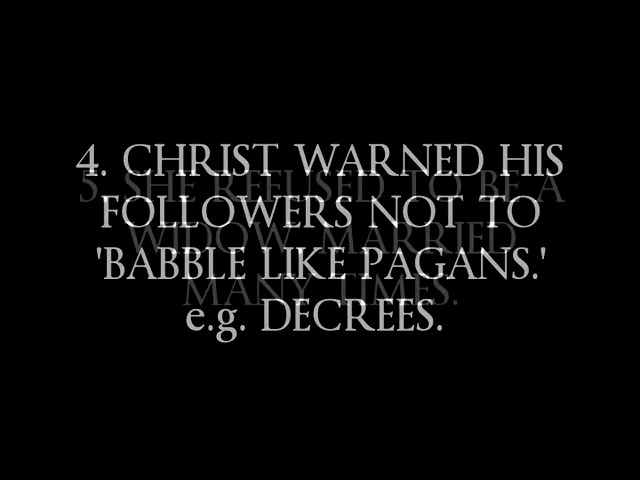 4. CHRIST WARNED HIS
FOLLOWERS NOT TO
'BABBLE LIKE PAGANS.'
e.g. DECREES.
5. SHE REFUSED TO BE A
WIDOW. MARRIED
MANY TIMES.